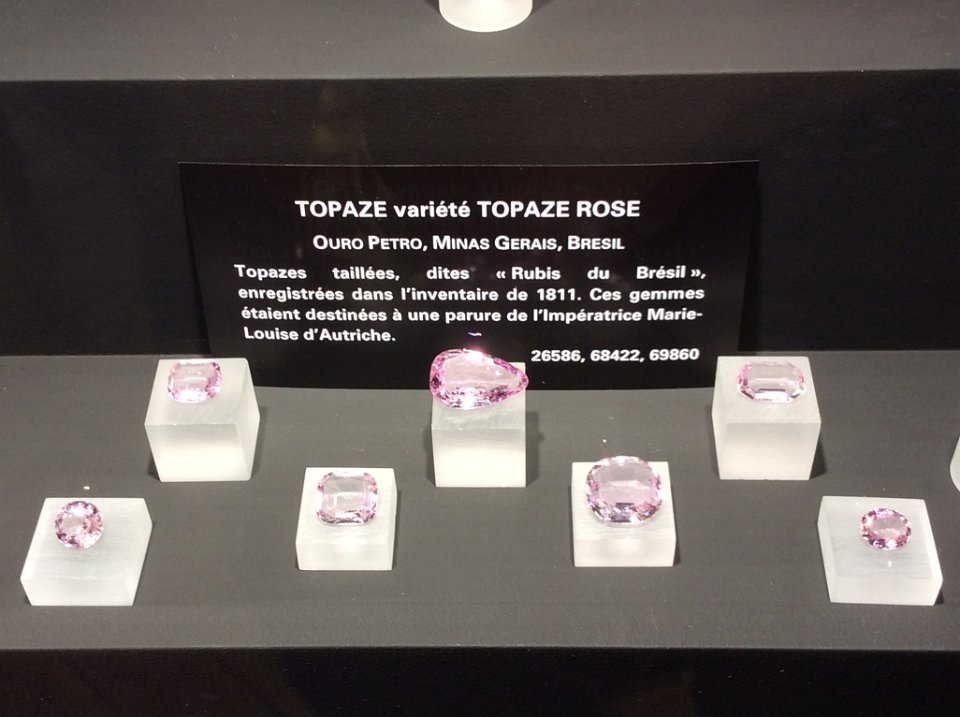 TOPAZE variété TOPAZE ROSE
OURO PETRO, MINAS GERAIS, BRESIL
Topazes taillées, dites « Rubis du Brésil »,
enregistrées dans l'inventaire de 1811. Ces gemmes
étaient destinées à une parure de l'Impératrice Marie-
Louise d'Autriche.
26586, 68422, 69860